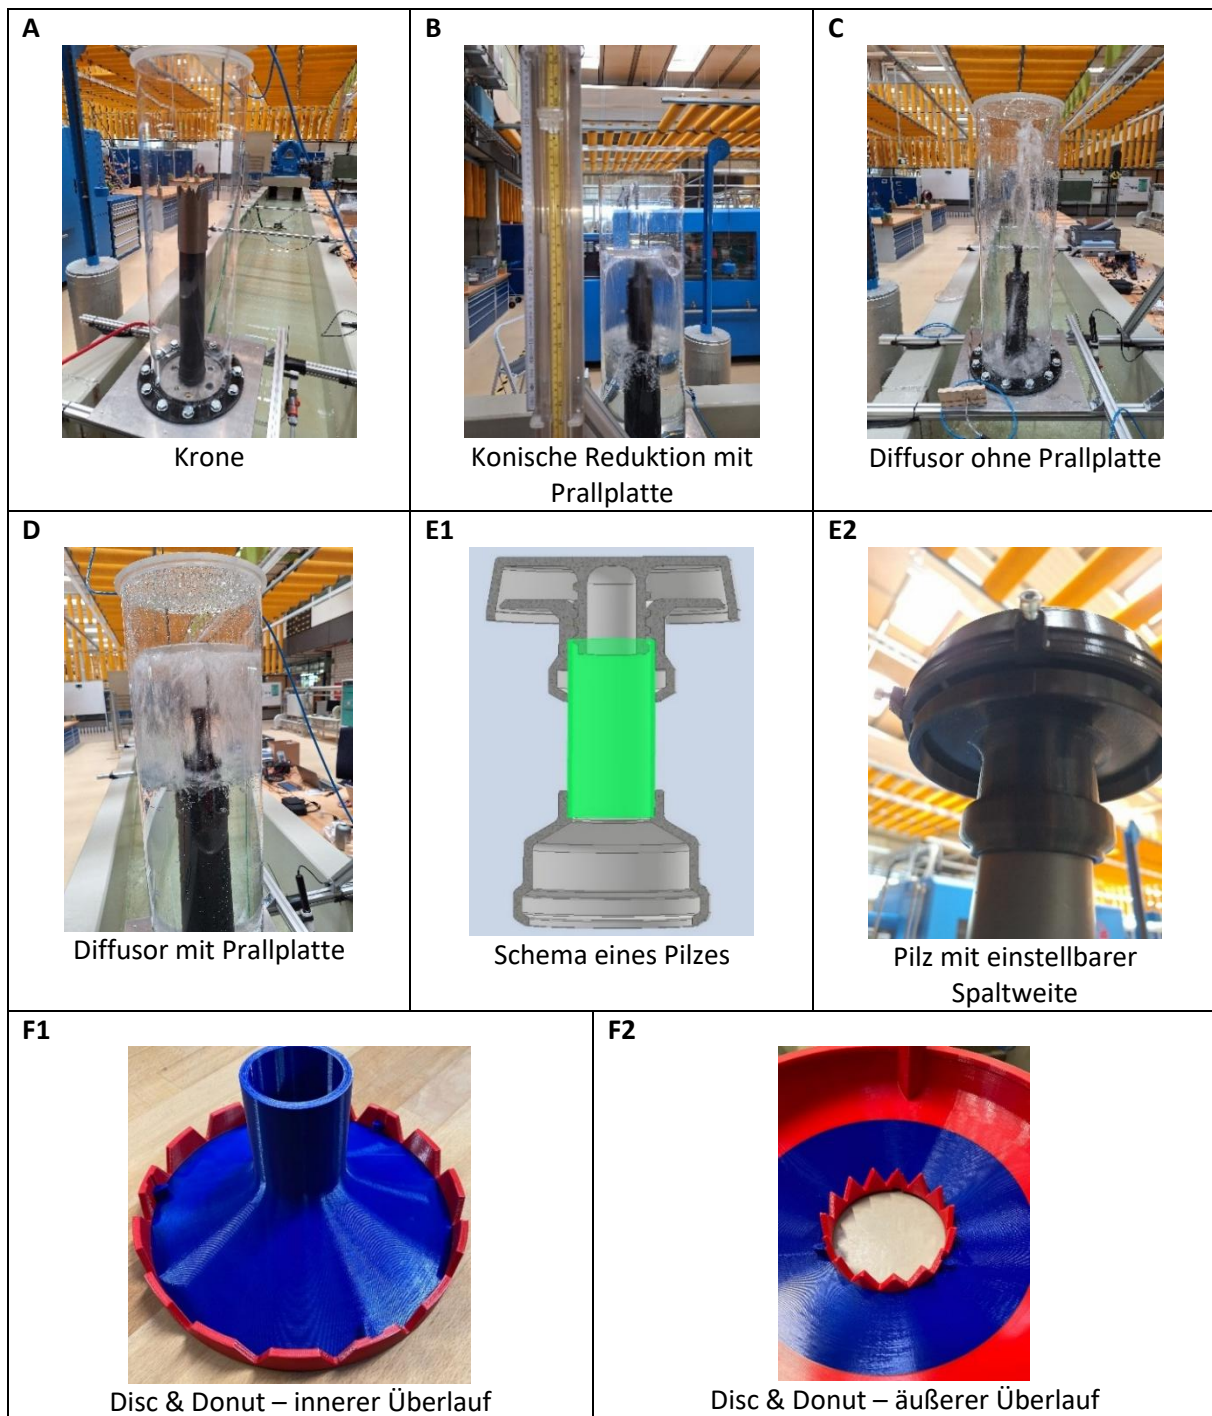 A
B
C
Krone
Konische Reduktion mit
Prallplatte
Diffusor ohne Prallplatte
D
E1
E2
Diffusor mit Prallplatte
Schema eines Pilzes
Pilz mit einstellbarer
Spaltweite
F1
F2
Disc & Donut – innerer Überlauf
Disc & Donut – äußerer Überlauf